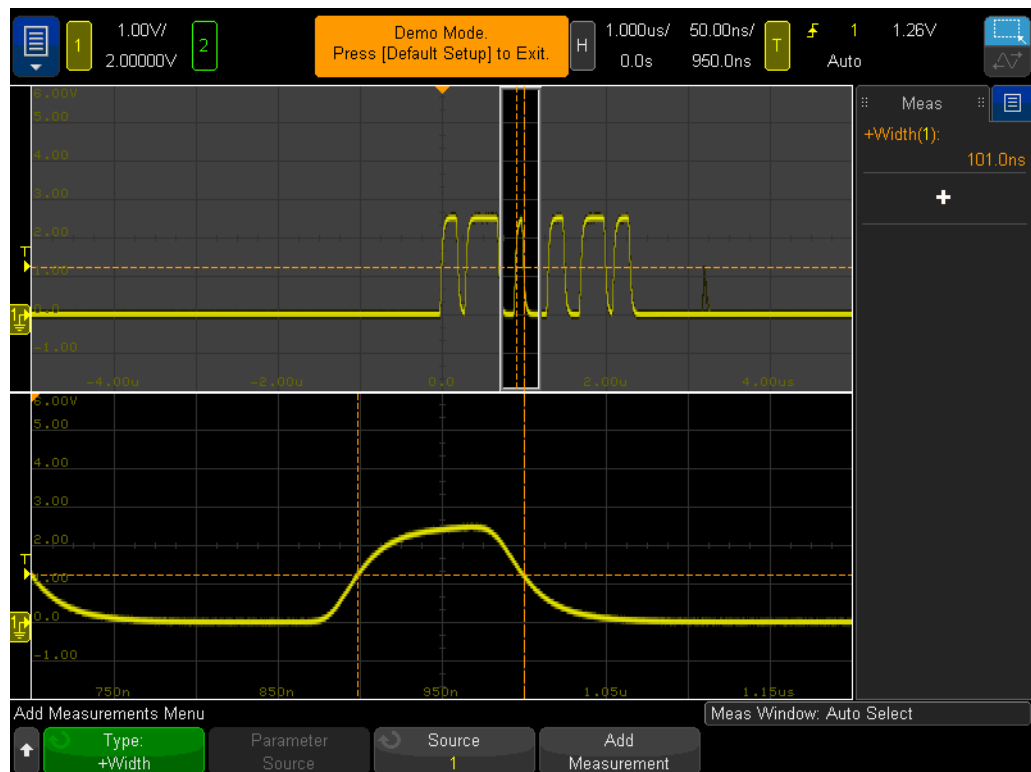 1
1.00V/
2.00000V
2
Demo Mode.
Press [Default Setup] to Exit.
H
1.000us/
0.0s
50.00ns/
950.0ns
T
1
Auto
1.26V
6.00V
5.00
4.00
3.00
2.00
T
1.00
0.0
1
-1.00
-4.00u
-2.00u
0.0
2.00u
4.00us
Meas
+Width(1):
101.0ns
+
6.00V
5.00
4.00
3.00
2.00
T
1.00
0.0
1
-1.00
750n
850n
950n
1.05u
1.15us
Add Measurements Menu
Meas Window: Auto Select
Type:
+Width
Parameter
Source
Source
1
Add
Measurement